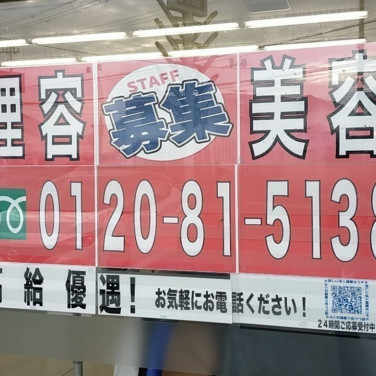 理容 STAFF 募集 美容
0120-81-5138
高給優遇! お気軽にお電話ください!
24時間ご応募受付中